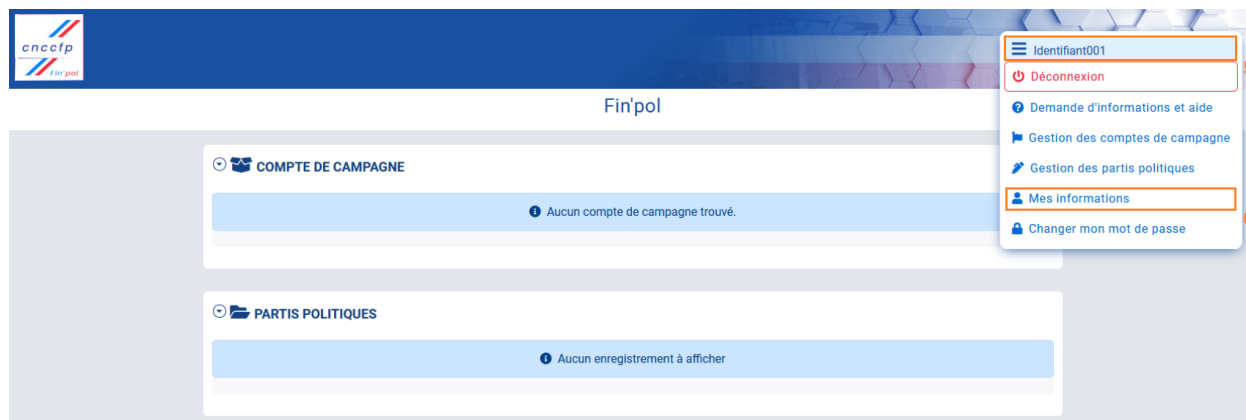 cnccfp
Fin'pol
Identifiant001
Déconnexion
Fin'pol
Demande d'informations et aide
Gestion des comptes de campagne
Gestion des partis politiques
Mes informations
Changer mon mot de passe
COMPTE DE CAMPAGNE
Aucun compte de campagne trouvé.
PARTIS POLITIQUES
Aucun enregistrement à afficher